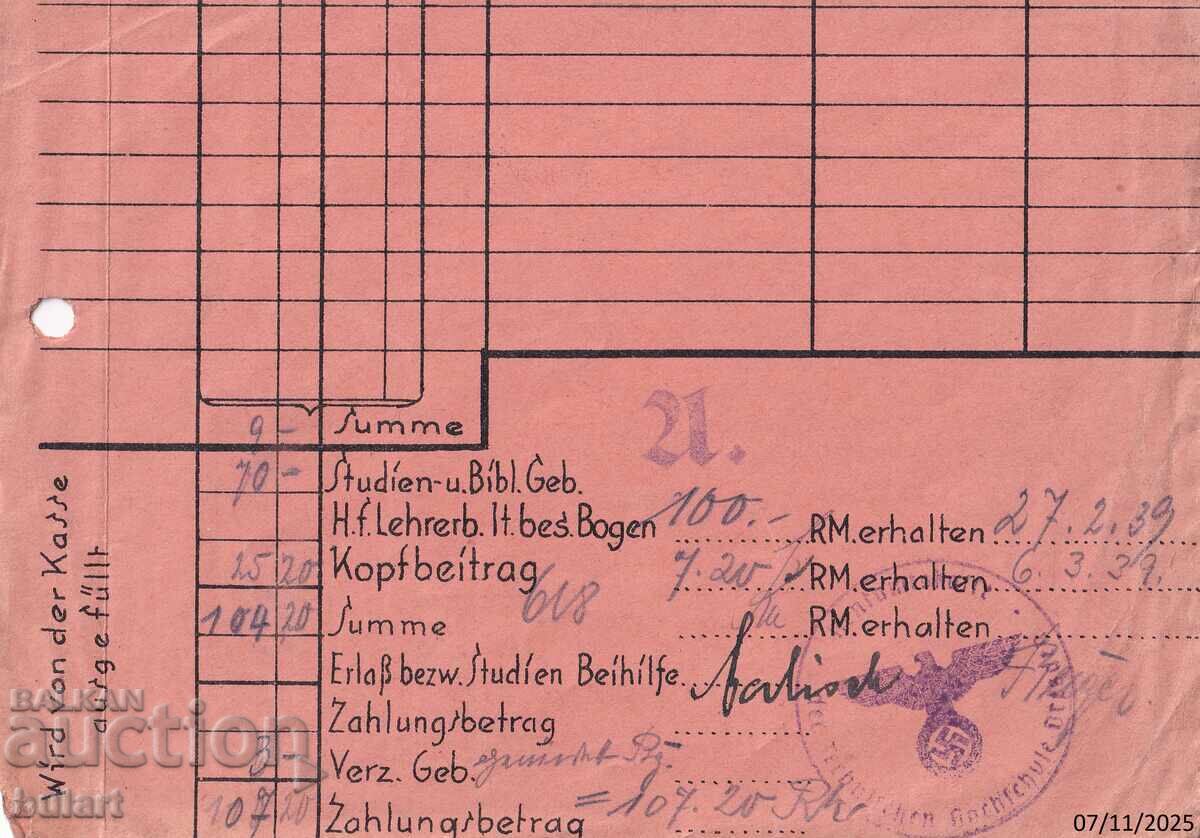 9 – Summe
A.
70 – Studien-u. Bibl. Geb.
H.f. Lehrerb. lt. bes. Bogen 100.- RM. erhalten 27.2.39
25 20 Kopfbeitrag 7.20 RM. erhalten 6.3.39.
618
104 20 Summe RM. erhalten
Erlaß bezw. Studien Beihilfe
Zahlungsbetrag
3 – Verz. Geb.
107 20 Zahlungsbetrag = 107.20
Wird von der Kasse
ausgefüllt
Hochschule
BALKAN
auction
bulart
07/11/2025